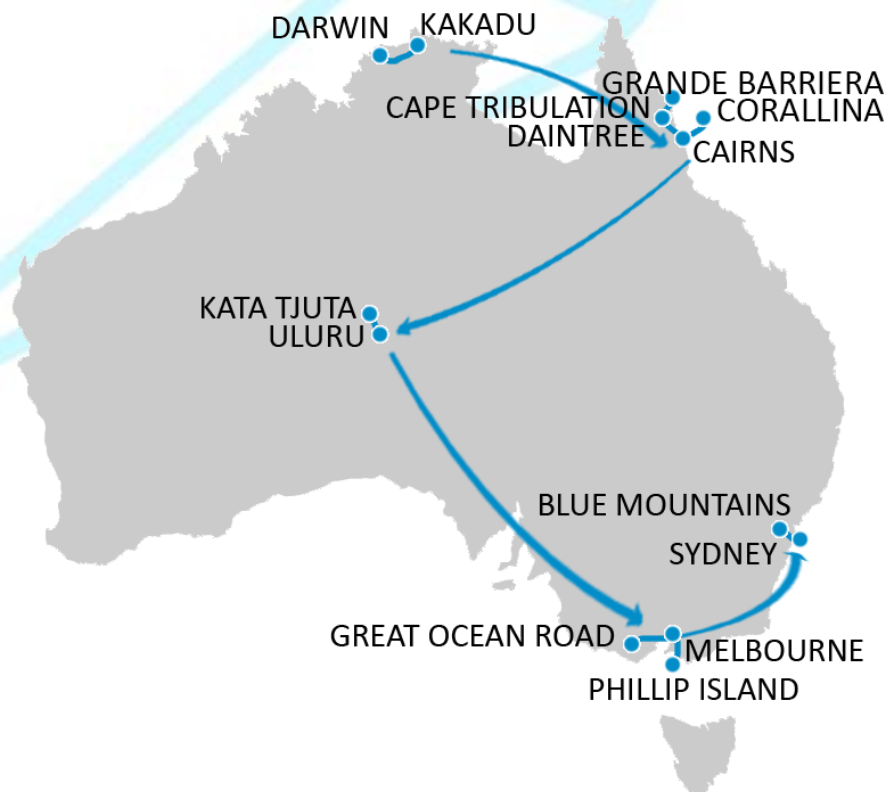 DARWIN
KAKADU
GRANDE BARRIERA
CORALLINA
CAPE TRIBULATION
DAINTREE
CAIRNS
KATA TJUTA
ULURU
BLUE MOUNTAINS
SYDNEY
GREAT OCEAN ROAD
MELBOURNE
PHILLIP ISLAND